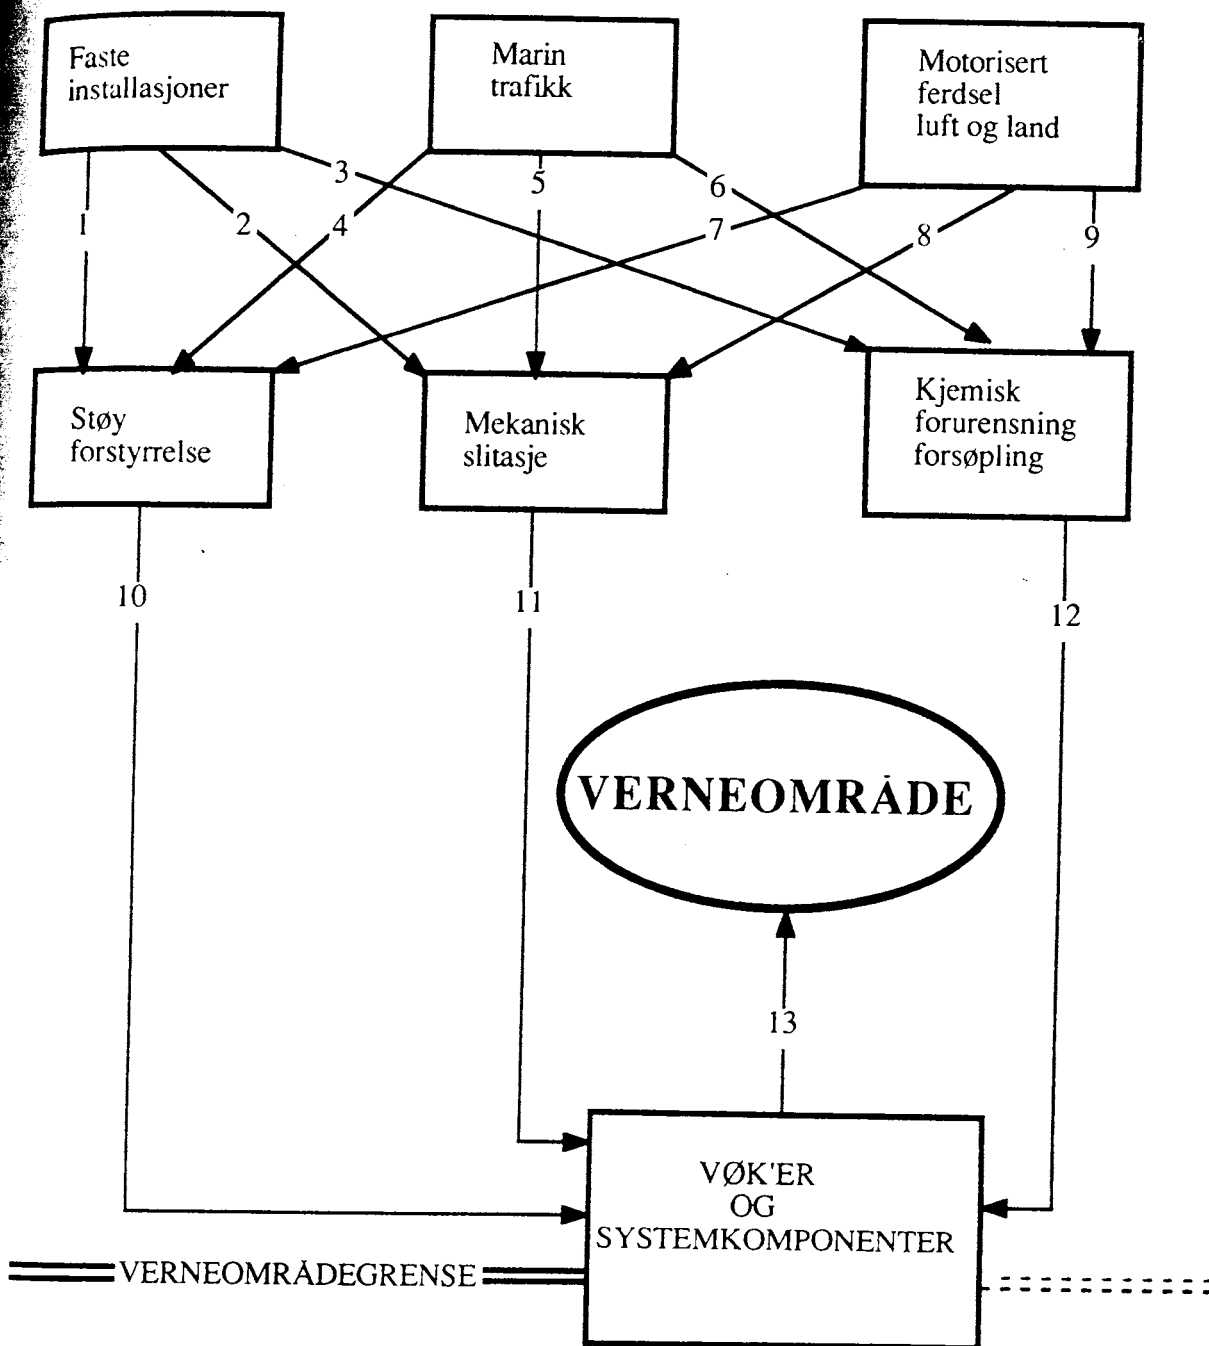 Faste
installasjoner
Marin
trafikk
Motorisert
ferdsel
luft og land
3
5
6
1
2
4
7
8
9
Støy
forstyrrelse
Mekanisk
slitasje
Kjemisk
forurensning
forsøpling
10
11
12
VERNEOMRÅDE
13
VØK'ER
OG
SYSTEMKOMPONENTER
VERNEOMRÅDEGRENSE